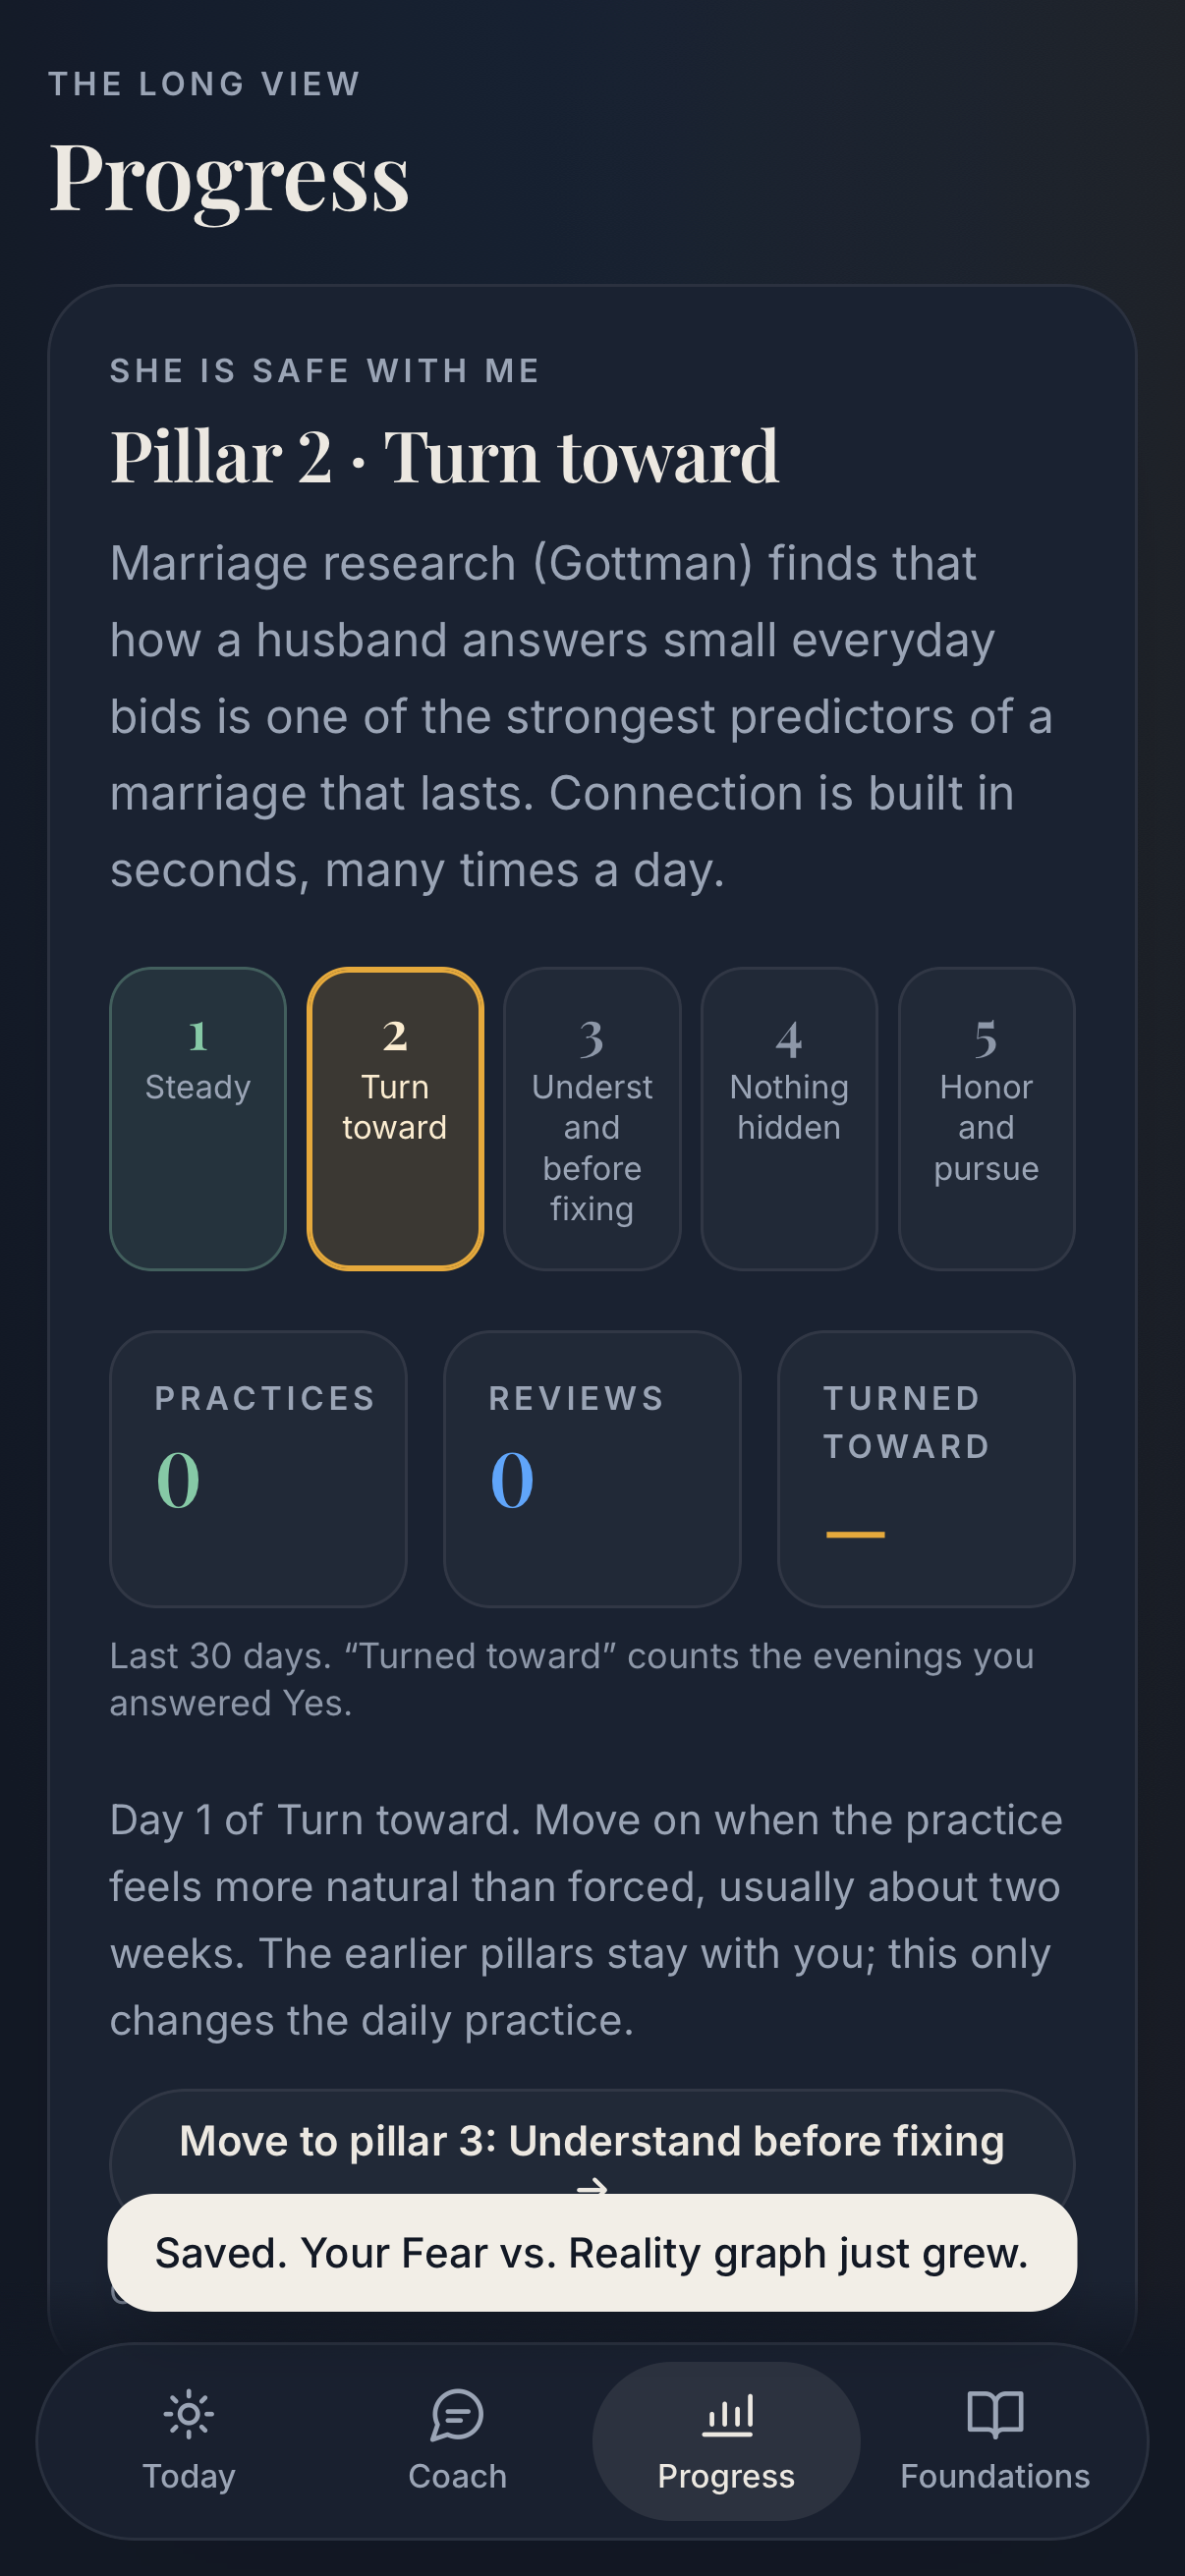 THE LONG VIEW
Progress
SHE IS SAFE WITH ME
Pillar 2 · Turn toward
Marriage research (Gottman) finds that
how a husband answers small everyday
bids is one of the strongest predictors of a
marriage that lasts. Connection is built in
seconds, many times a day.
1
Steady
2
Turn
toward
3
Underst
and
before
fixing
4
Nothing
hidden
5
Honor
and
pursue
PRACTICES
0
REVIEWS
0
TURNED
TOWARD
—
Last 30 days. “Turned toward” counts the evenings you
answered Yes.
Day 1 of Turn toward. Move on when the practice
feels more natural than forced, usually about two
weeks. The earlier pillars stay with you; this only
changes the daily practice.
Move to pillar 3: Understand before fixing
→
Saved. Your Fear vs. Reality graph just grew.
Today
Coach
Progress
Foundations